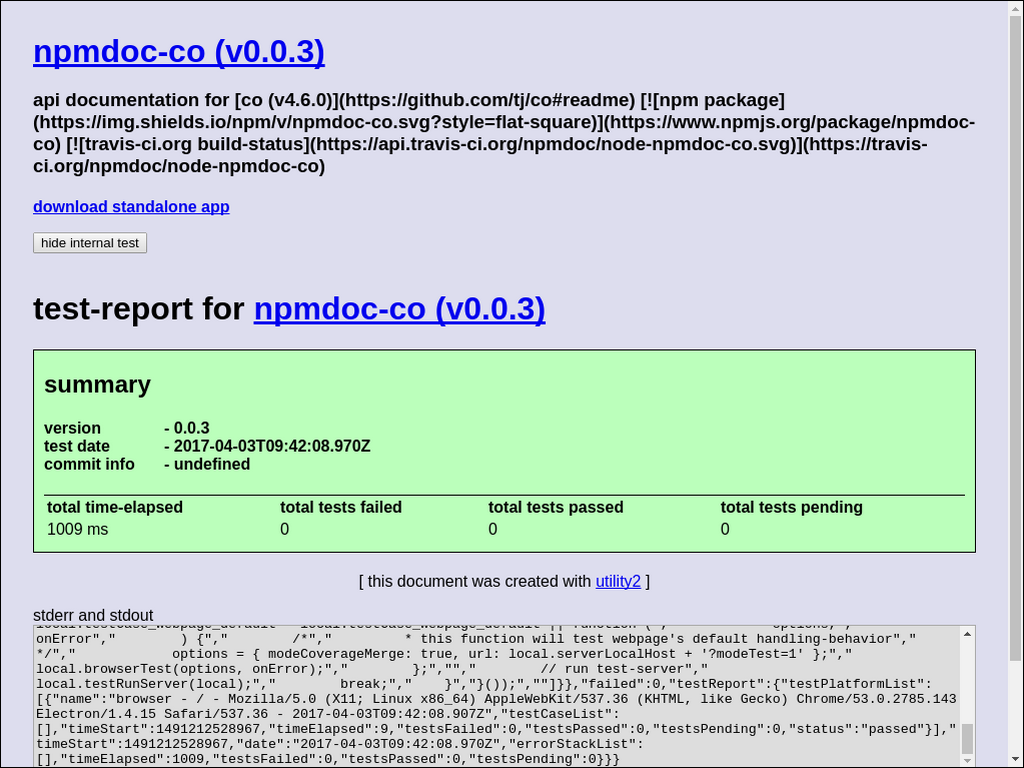 npmdoc-co (v0.0.3)
api documentation for [co (v4.6.0)](https://github.com/tj/co#readme) [![npm package]
(https://img.shields.io/npm/v/npmdoc-co.svg?style=flat-square)](https://www.npmjs.org/package/npmdoc-
co) [![travis-ci.org build-status](https://api.travis-ci.org/npmdoc/node-npmdoc-co.svg)](https://travis-
ci.org/npmdoc/node-npmdoc-co)
download standalone app
hide internal test
test-report for npmdoc-co (v0.0.3)
summary
version - 0.0.3
test date - 2017-04-03T09:42:08.970Z
commit info - undefined
total time-elapsed total tests failed total tests passed total tests pending
1009 ms 0 0 0
[ this document was created with utility2 ]
stderr and stdout
onError","        ) {","        /*","         * this function will test webpage's default handling-behavior","
*/","            options = { modeCoverageMerge: true, url: local.serverLocalHost + '?modeTest=1' };","
local.browserTest(options, onError);","        };","","        // run test-server","
local.testRunServer(local);","        break;","    }","}());",""]}},"failed":0,"testReport":{"testPlatformList":
[{"name":"browser - / - Mozilla/5.0 (X11; Linux x86_64) AppleWebKit/537.36 (KHTML, like Gecko) Chrome/53.0.2785.143
Electron/1.4.15 Safari/537.36 - 2017-04-03T09:42:08.907Z","testCaseList":
[],"timeStart":1491212528967,"timeElapsed":9,"testsFailed":0,"testsPassed":0,"testsPending":0,"status":"passed"}],"
timeStart":1491212528967,"date":"2017-04-03T09:42:08.970Z","errorStackList":
[],"timeElapsed":1009,"testsFailed":0,"testsPassed":0,"testsPending":0}}}